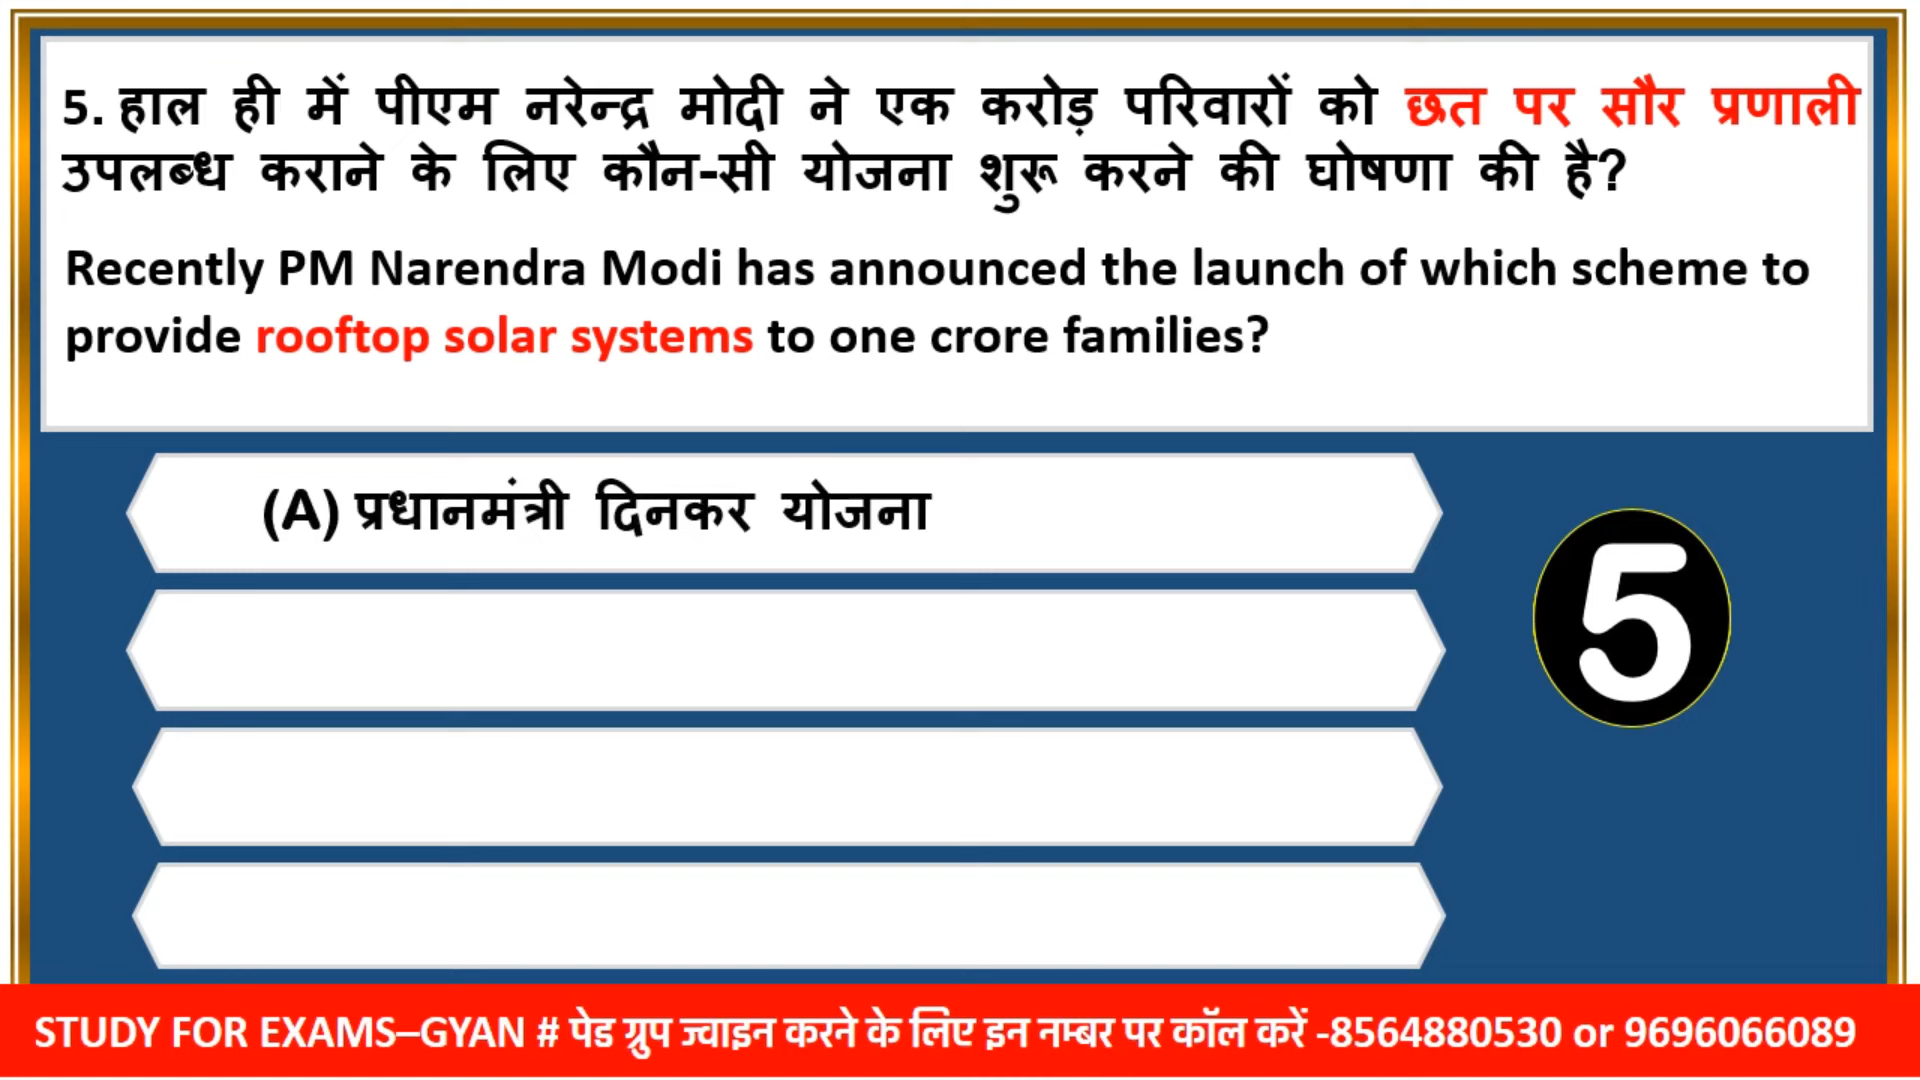 5. हाल ही में पीएम नरेन्द्र मोदी ने एक करोड़ परिवारों को छत पर सौर प्रणाली
उपलब्ध कराने के लिए कौन-सी योजना शुरू करने की घोषणा की है?
Recently PM Narendra Modi has announced the launch of which scheme to
provide rooftop solar systems to one crore families?
(A) प्रधानमंत्री दिनकर योजना
5
STUDY FOR EXAMS–GYAN # पेड ग्रुप ज्वाइन करने के लिए इन नम्बर पर कॉल करें -8564880530 or 9696066089